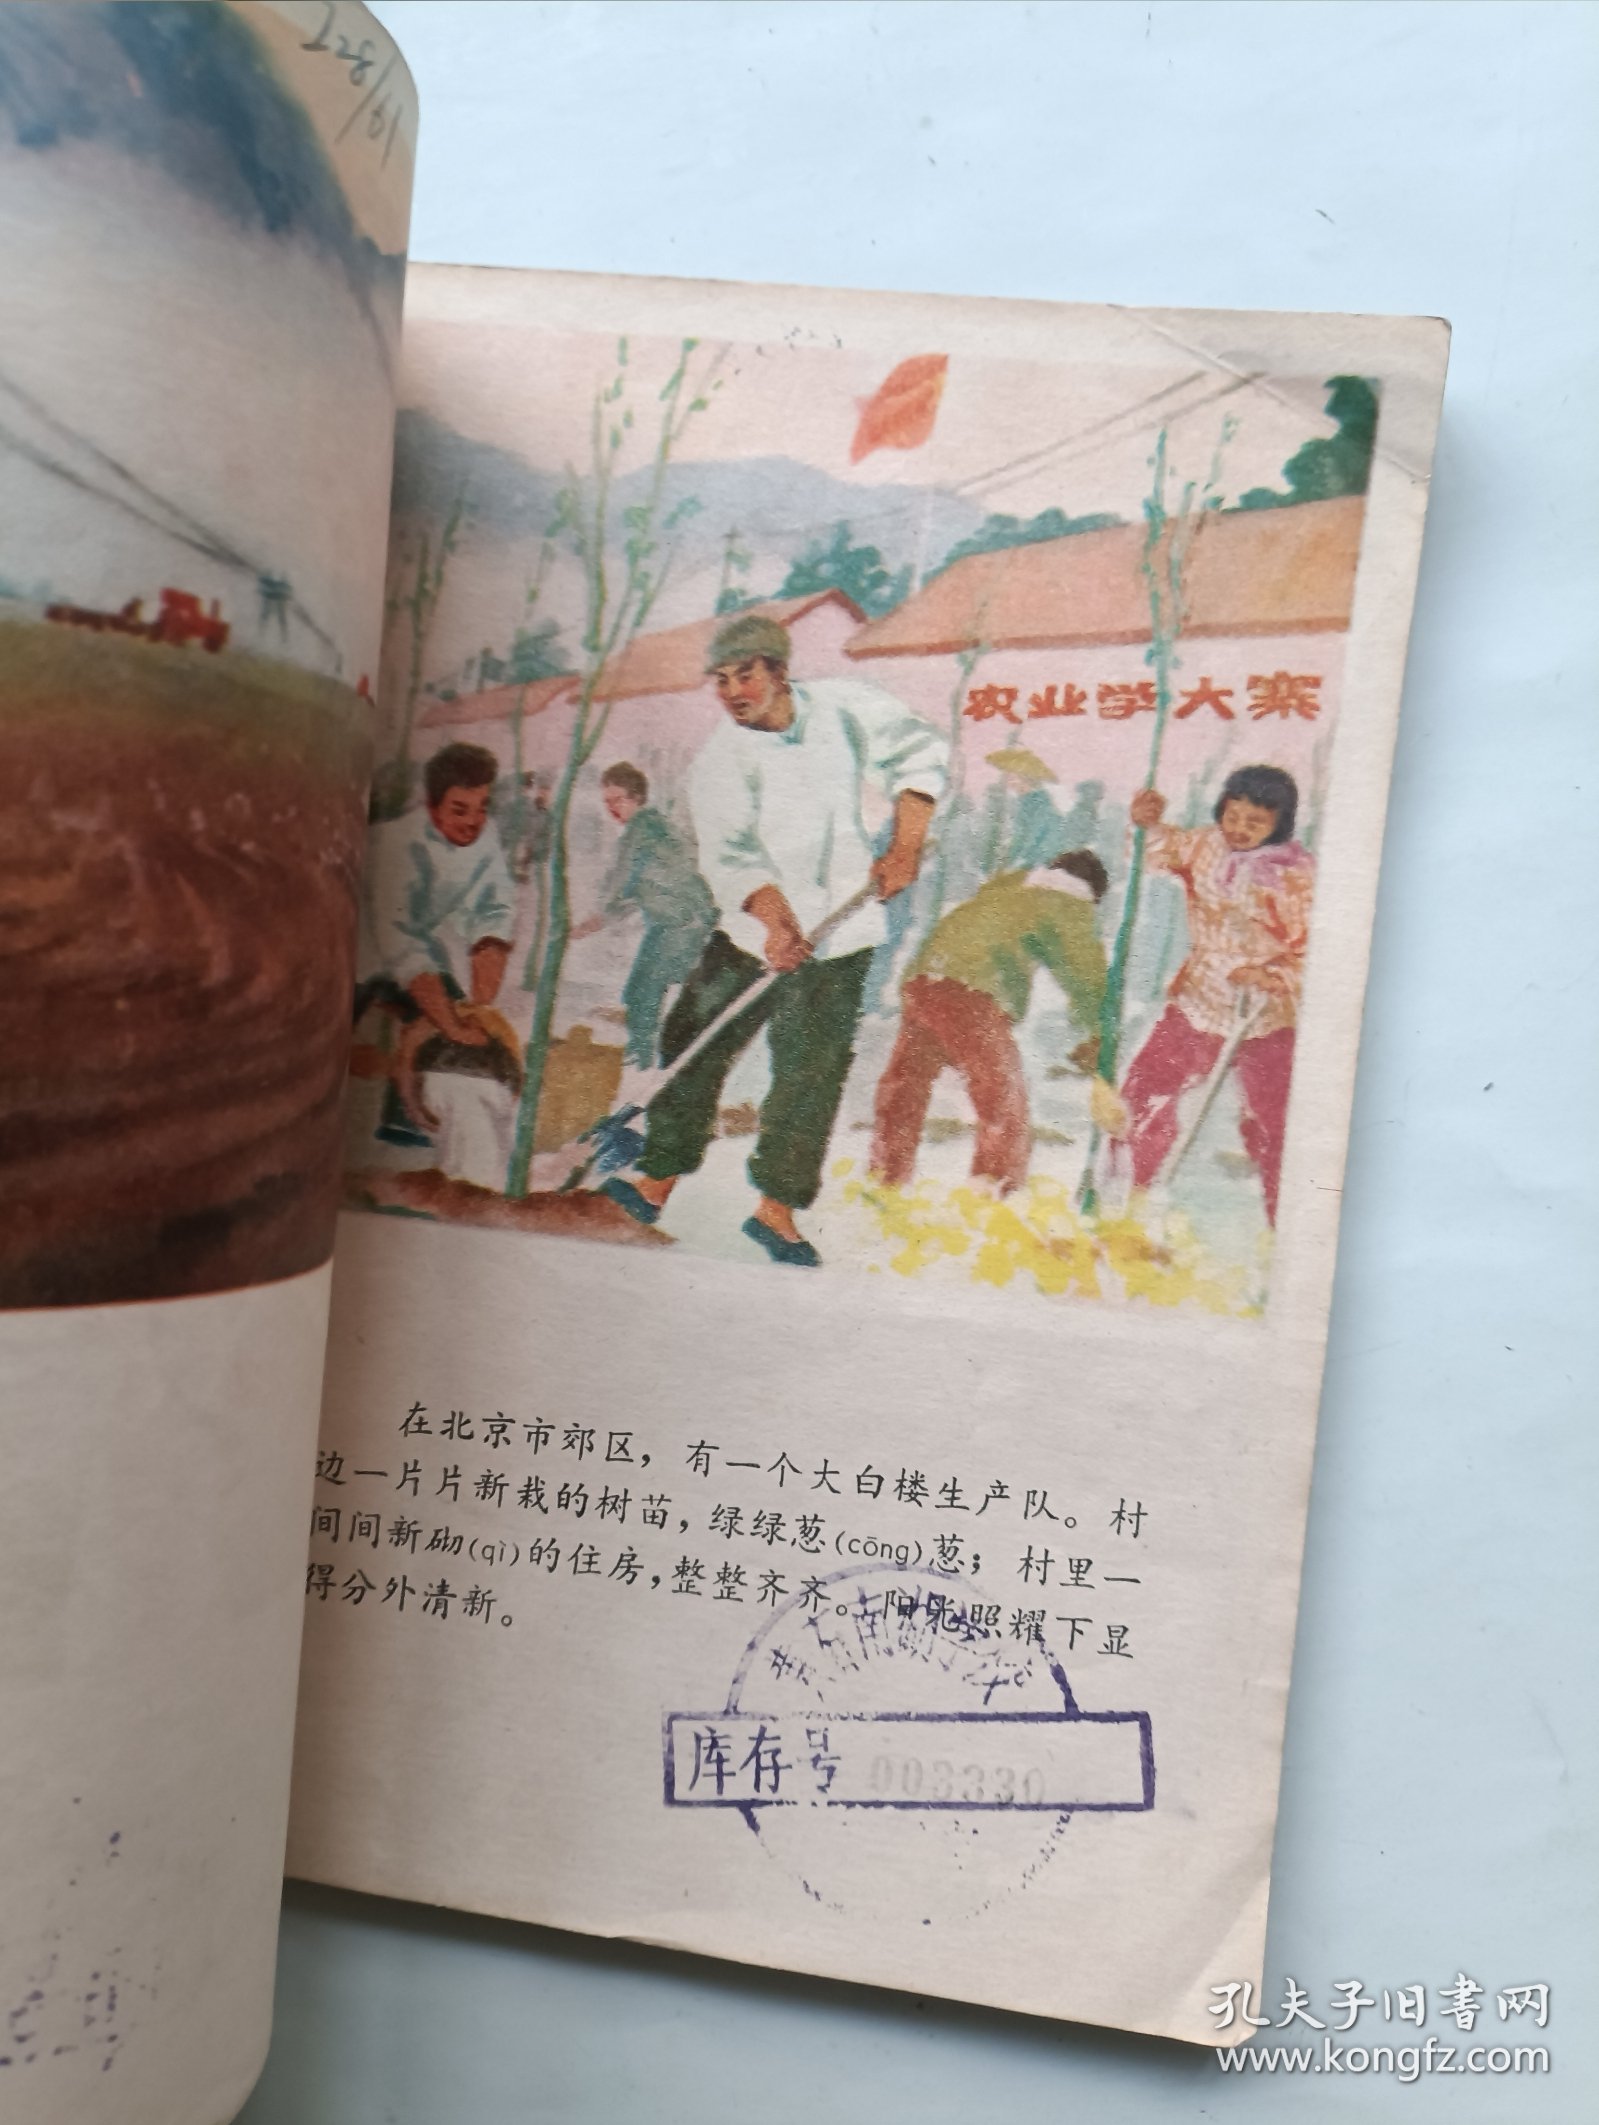 I28/61
农业学大寨
在北京市郊区，有一个大白楼生产队。村
边一片片新栽的树苗，绿绿葱(cōng)葱；村里一
间间新砌(qì)的住房，整整齐齐。阳光照耀下显
得分外清新。
库存号 003330
孔夫子旧書网
www.kongfz.com